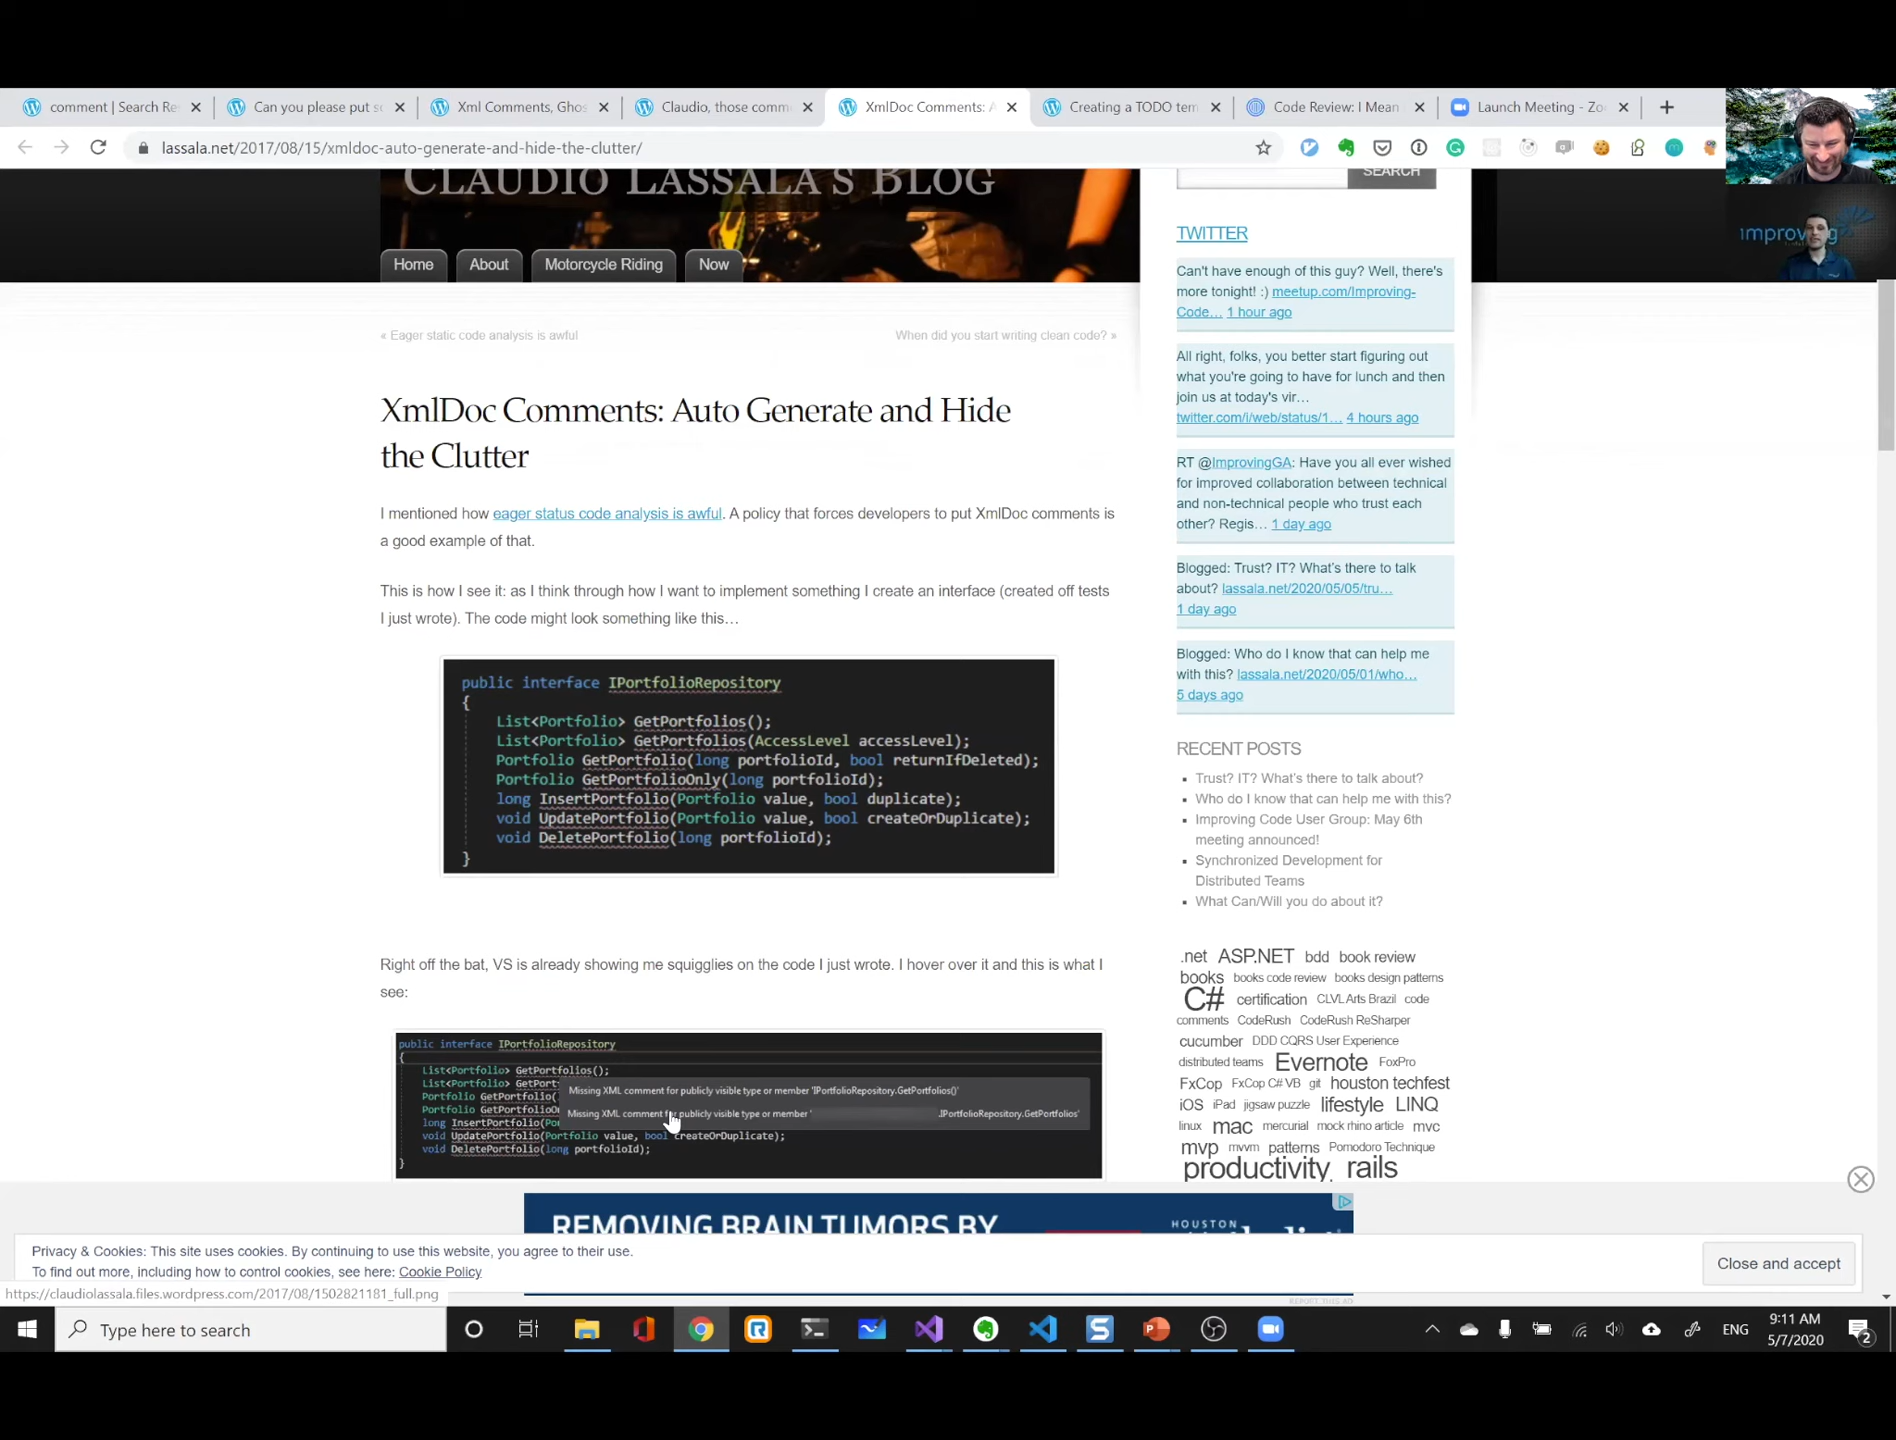 comment | Search Re
Can you please put s
Xml Comments, Ghos
Claudio, those comm
XmlDoc Comments: A
Creating a TODO tem
Code Review: I Mean
Launch Meeting - Zo
lassala.net/2017/08/15/xmldoc-auto-generate-and-hide-the-clutter/
CLAUDIO LASSALA'S BLOG
Home
About
Motorcycle Riding
Now
« Eager static code analysis is awful
When did you start writing clean code? »
XmlDoc Comments: Auto Generate and Hide
the Clutter
I mentioned how eager status code analysis is awful. A policy that forces developers to put XmlDoc comments is
a good example of that.
This is how I see it: as I think through how I want to implement something I create an interface (created off tests
I just wrote). The code might look something like this…
public interface IPortfolioRepository
{
List<Portfolio> GetPortfolios();
List<Portfolio> GetPortfolios(AccessLevel accessLevel);
Portfolio GetPortfolio(long portfolioId, bool returnIfDeleted);
Portfolio GetPortfolioOnly(long portfolioId);
long InsertPortfolio(Portfolio value, bool duplicate);
void UpdatePortfolio(Portfolio value, bool createOrDuplicate);
void DeletePortfolio(long portfolioId);
}
Right off the bat, VS is already showing me squigglies on the code I just wrote. I hover over it and this is what I
see:
public interface IPortfolioRepository
{
List<Portfolio> GetPortfolios();
List<Portfolio> GetPort
Missing XML comment for publicly visible type or member 'IPortfolioRepository.GetPortfolios()'
Portfolio GetPortfolio(
Portfolio GetPortfolioOn
Missing XML comment for publicly visible type or member ' .IPortfolioRepository.GetPortfolios'
long InsertPortfolio(Po
void UpdatePortfolio(Portfolio value, bool createOrDuplicate);
void DeletePortfolio(long portfolioId);
}
SEARCH
TWITTER
Can't have enough of this guy? Well, there's
more tonight! :) meetup.com/Improving-
Code… 1 hour ago
All right, folks, you better start figuring out
what you're going to have for lunch and then
join us at today's vir…
twitter.com/i/web/status/1… 4 hours ago
RT @ImprovingGA: Have you all ever wished
for improved collaboration between technical
and non-technical people who trust each
other? Regis… 1 day ago
Blogged: Trust? IT? What's there to talk
about? lassala.net/2020/05/05/tru…
1 day ago
Blogged: Who do I know that can help me
with this? lassala.net/2020/05/01/who…
5 days ago
RECENT POSTS
Trust? IT? What's there to talk about?
Who do I know that can help me with this?
Improving Code User Group: May 6th
meeting announced!
Synchronized Development for
Distributed Teams
What Can/Will you do about it?
.net ASP.NET bdd book review
books books code review books design patterns
C# certification CLVL Arts Brazil code
comments CodeRush CodeRush ReSharper
cucumber DDD CQRS User Experience
distributed teams Evernote FoxPro
FxCop FxCop C# VB git houston techfest
iOS iPad jigsaw puzzle lifestyle LINQ
linux mac mercurial mock rhino article mvc
mvp mvvm patterns Pomodoro Technique
productivity rails
improving
REMOVING BRAIN TUMORS BY
HOUSTON
Privacy & Cookies: This site uses cookies. By continuing to use this website, you agree to their use.
To find out more, including how to control cookies, see here: Cookie Policy
Close and accept
https://claudiolassala.files.wordpress.com/2017/08/1502821181_full.png
REPORT THIS AD
Type here to search
ENG
9:11 AM
5/7/2020
2